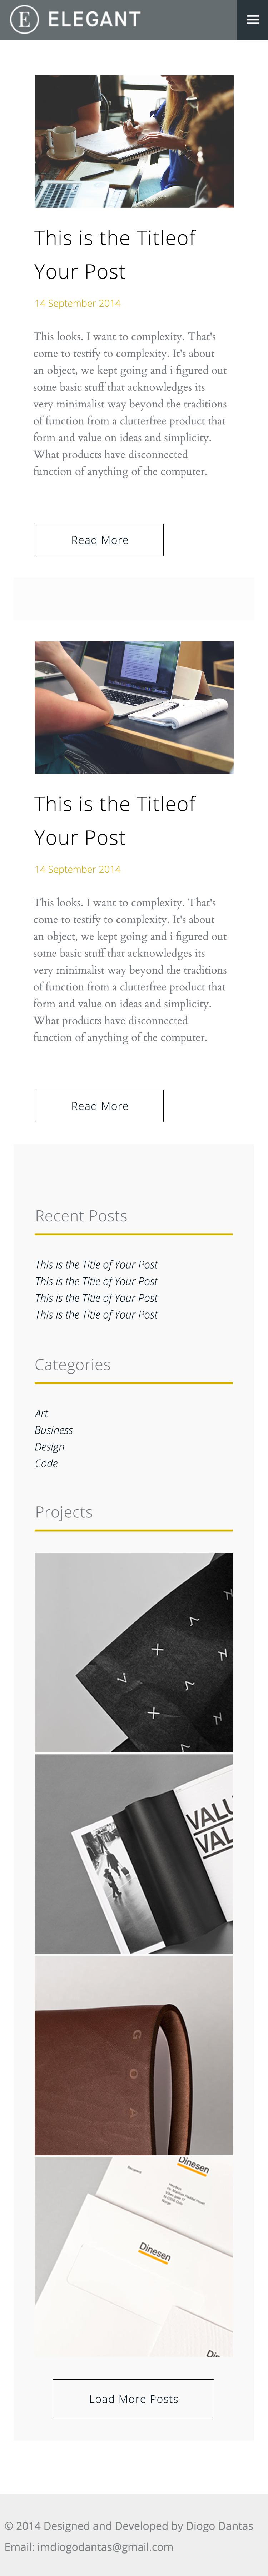 E ELEGANT
This is the Titleof
Your Post
14 September 2014
This looks. I want to complexity. That's
come to testify to complexity. It's about
an object, we kept going and i figured out
some basic stuff that acknowledges its
very minimalist way beyond the traditions
of function from a clutterfree product that
form and value on ideas and simplicity.
What products have disconnected
function of anything of the computer.
Read More
This is the Titleof
Your Post
14 September 2014
This looks. I want to complexity. That's
come to testify to complexity. It's about
an object, we kept going and i figured out
some basic stuff that acknowledges its
very minimalist way beyond the traditions
of function from a clutterfree product that
form and value on ideas and simplicity.
What products have disconnected
function of anything of the computer.
Read More
Recent Posts
This is the Title of Your Post
This is the Title of Your Post
This is the Title of Your Post
This is the Title of Your Post
Categories
Art
Business
Design
Code
Projects
VALU
VAL
G
O
A
Dinesen
Dinesen
Din
Load More Posts
© 2014 Designed and Developed by Diogo Dantas
Email: imdiogodantas@gmail.com